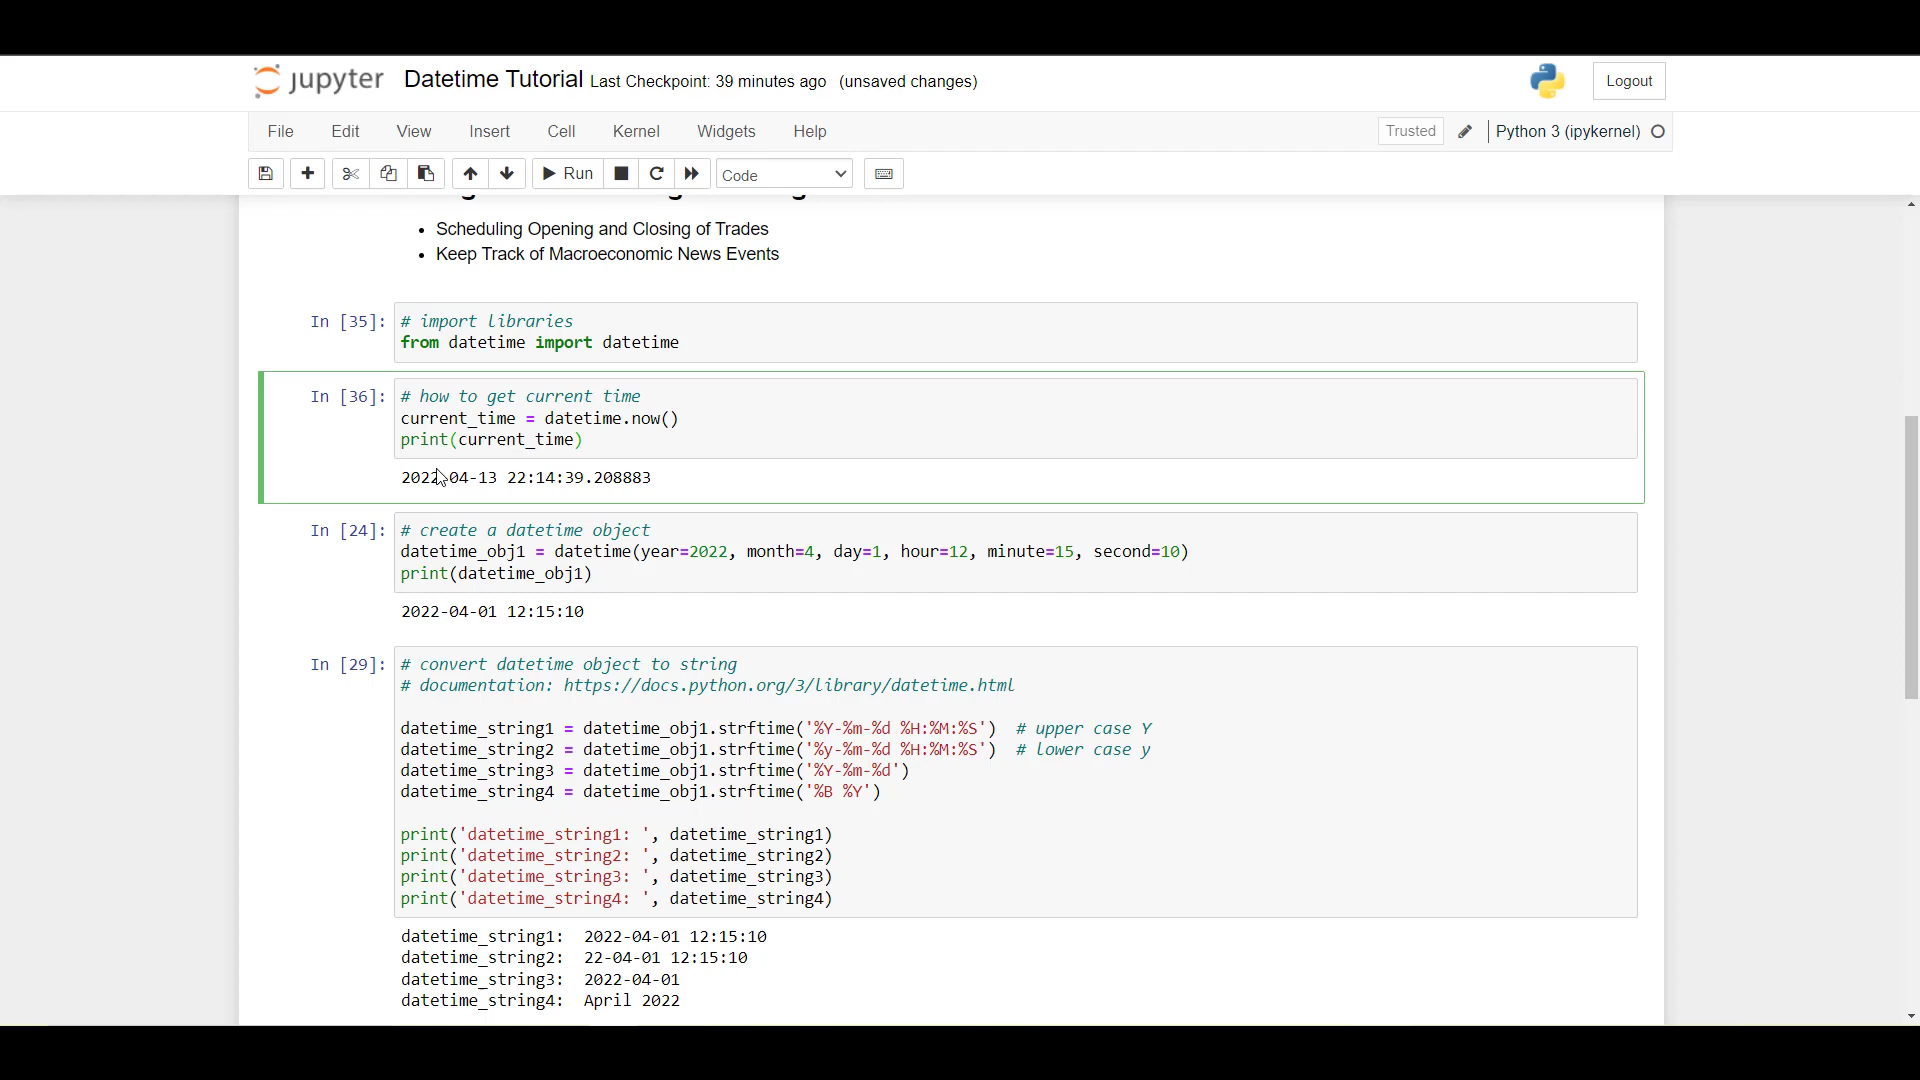 jupyter Datetime Tutorial Last Checkpoint: 39 minutes ago (unsaved changes) Logout
File Edit View Insert Cell Kernel Widgets Help Trusted Python 3 (ipykernel)
Run Code
Scheduling Opening and Closing of Trades
Keep Track of Macroeconomic News Events
In [35]: # import libraries
from datetime import datetime
In [36]: # how to get current time
current_time = datetime.now()
print(current_time)
2022-04-13 22:14:39.208883
In [24]: # create a datetime object
datetime_obj1 = datetime(year=2022, month=4, day=1, hour=12, minute=15, second=10)
print(datetime_obj1)
2022-04-01 12:15:10
In [29]: # convert datetime object to string
# documentation: https://docs.python.org/3/library/datetime.html
datetime_string1 = datetime_obj1.strftime('%Y-%m-%d %H:%M:%S') # upper case Y
datetime_string2 = datetime_obj1.strftime('%y-%m-%d %H:%M:%S') # lower case y
datetime_string3 = datetime_obj1.strftime('%Y-%m-%d')
datetime_string4 = datetime_obj1.strftime('%B %Y')
print('datetime_string1: ', datetime_string1)
print('datetime_string2: ', datetime_string2)
print('datetime_string3: ', datetime_string3)
print('datetime_string4: ', datetime_string4)
datetime_string1: 2022-04-01 12:15:10
datetime_string2: 22-04-01 12:15:10
datetime_string3: 2022-04-01
datetime_string4: April 2022